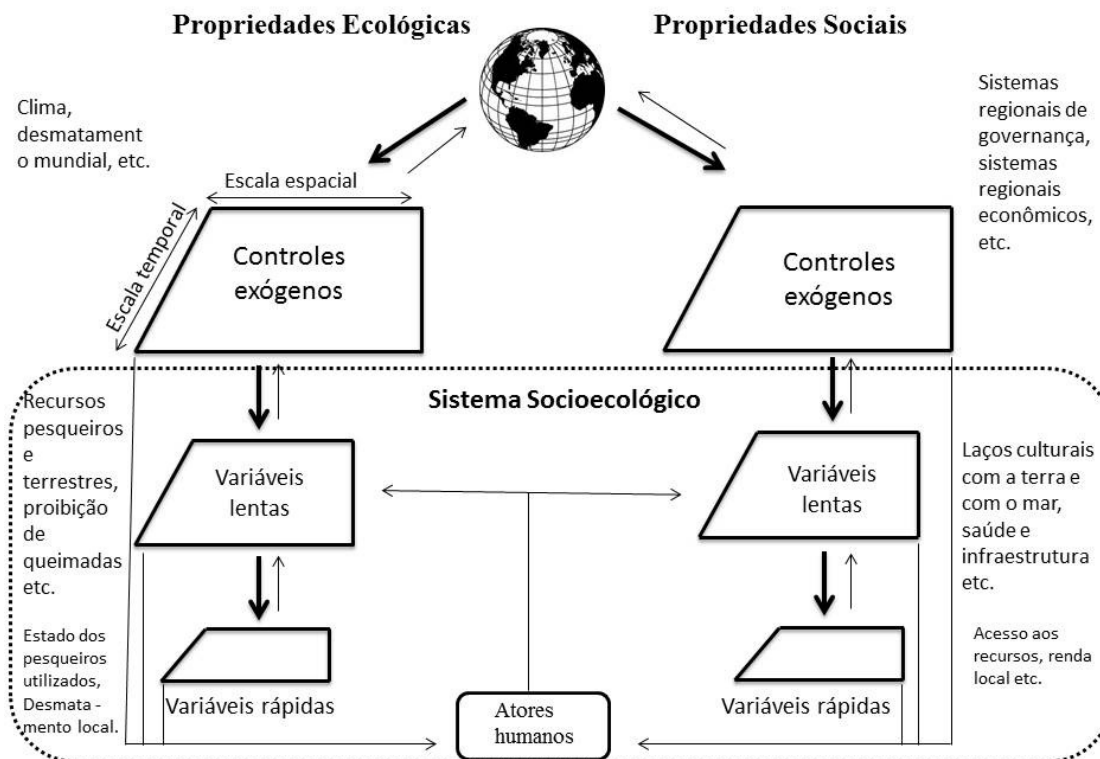 Propriedades Ecológicas
Propriedades Sociais
Clima,
desmatament
o mundial, etc.
Sistemas
regionais de
governança,
sistemas
regionais
econômicos,
etc.
Escala espacial
Escala temporal
Controles
exógenos
Controles
exógenos
Sistema Socioecológico
Recursos
pesqueiros
e
terrestres,
proibição
de
queimadas
etc.
Variáveis
lentas
Variáveis
lentas
Laços culturais
com a terra e
com o mar,
saúde e
infraestrutura
etc.
Estado dos
pesqueiros
utilizados,
Desmata -
mento local.
Variáveis rápidas
Atores
humanos
Variáveis rápidas
Acesso aos
recursos, renda
local etc.